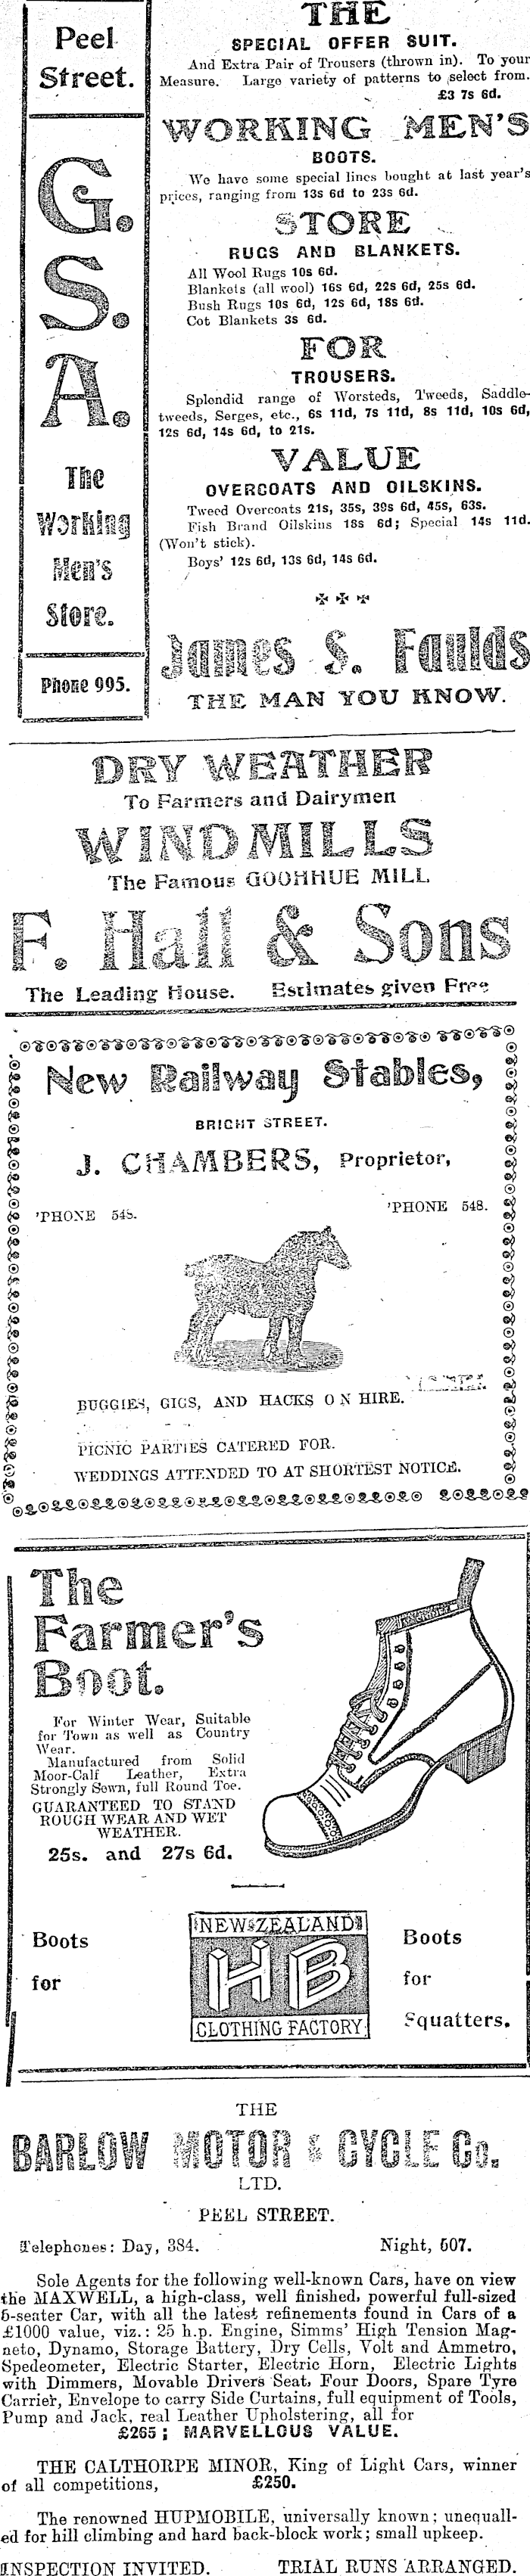 Peel
Street.
G.
S.
A.
The
Working
Men's
Store.
Phone 995.
THE
SPECIAL OFFER SUIT.
And Extra Pair of Trousers (thrown in). To your
Measure. Large variety of patterns to select from.
£3 7s 6d.
WORKING MEN'S
BOOTS.
We have some special lines bought at last year's
prices, ranging from 13s 6d to 23s 6d.
STORE
RUGS AND BLANKETS.
All Wool Rugs 10s 6d.
Blankets (all wool) 16s 6d, 22s 6d, 25s 6d.
Bush Rugs 10s 6d, 12s 6d, 18s 6d.
Cot Blankets 3s 6d.
FOR
TROUSERS.
Splendid range of Worsteds, Tweeds, Saddle-
tweeds, Serges, etc., 6s 11d, 7s 11d, 8s 11d, 10s 6d,
12s 6d, 14s 6d, to 21s.
VALUE
OVERCOATS AND OILSKINS.
Tweed Overcoats 21s, 35s, 39s 6d, 45s, 63s.
Fish Brand Oilskins 18s 6d; Special 14s 11d.
(Won't stick).
Boys' 12s 6d, 13s 6d, 14s 6d.
James S. Faulds
THE MAN YOU KNOW.
DRY WEATHER
To Farmers and Dairymen
WINDMILLS
The Famous GOOHHUE MILL
F. Hall & Sons
The Leading House. Estimates given Free
New Railway Stables,
BRIGHT STREET.
J. CHAMBERS, Proprietor,
'PHONE 548. 'PHONE 548.
BUGGIES, GIGS, AND HACKS ON HIRE.
PICNIC PARTIES CATERED FOR.
WEDDINGS ATTENDED TO AT SHORTEST NOTICE.
The
Farmer's
Boot.
For Winter Wear, Suitable
for Town as well as Country
Wear.
Manufactured from Solid
Moor-Calf Leather, Extra
Strongly Sewn, full Round Toe.
GUARANTEED TO STAND
ROUGH WEAR AND WET
WEATHER.
25s. and 27s 6d.
Boots
for
NEW ZEALAND
HB
CLOTHING FACTORY
Boots
for
Squatters.
THE
BARLOW MOTOR & CYCLE Co.
LTD.
PEEL STREET.
Telephones: Day, 384. Night, 507.
Sole Agents for the following well-known Cars, have on view
the MAXWELL, a high-class, well finished, powerful full-sized
5-seater Car, with all the latest refinements found in Cars of a
£1000 value, viz.: 25 h.p. Engine, Simms' High Tension Mag-
neto, Dynamo, Storage Battery, Dry Cells, Volt and Ammetro,
Spedeometer, Electric Starter, Electric Horn, Electric Lights
with Dimmers, Movable Drivers Seat, Four Doors, Spare Tyre
Carrier, Envelope to carry Side Curtains, full equipment of Tools,
Pump and Jack, real Leather Upholstering, all for
£265; MARVELLOUS VALUE.
THE CALTHORPE MINOR, King of Light Cars, winner
of all competitions, £250.
The renowned HUPMOBILE, universally known; unequall-
ed for hill climbing and hard back-block work; small upkeep.
INSPECTION INVITED. TRIAL RUNS ARRANGED.